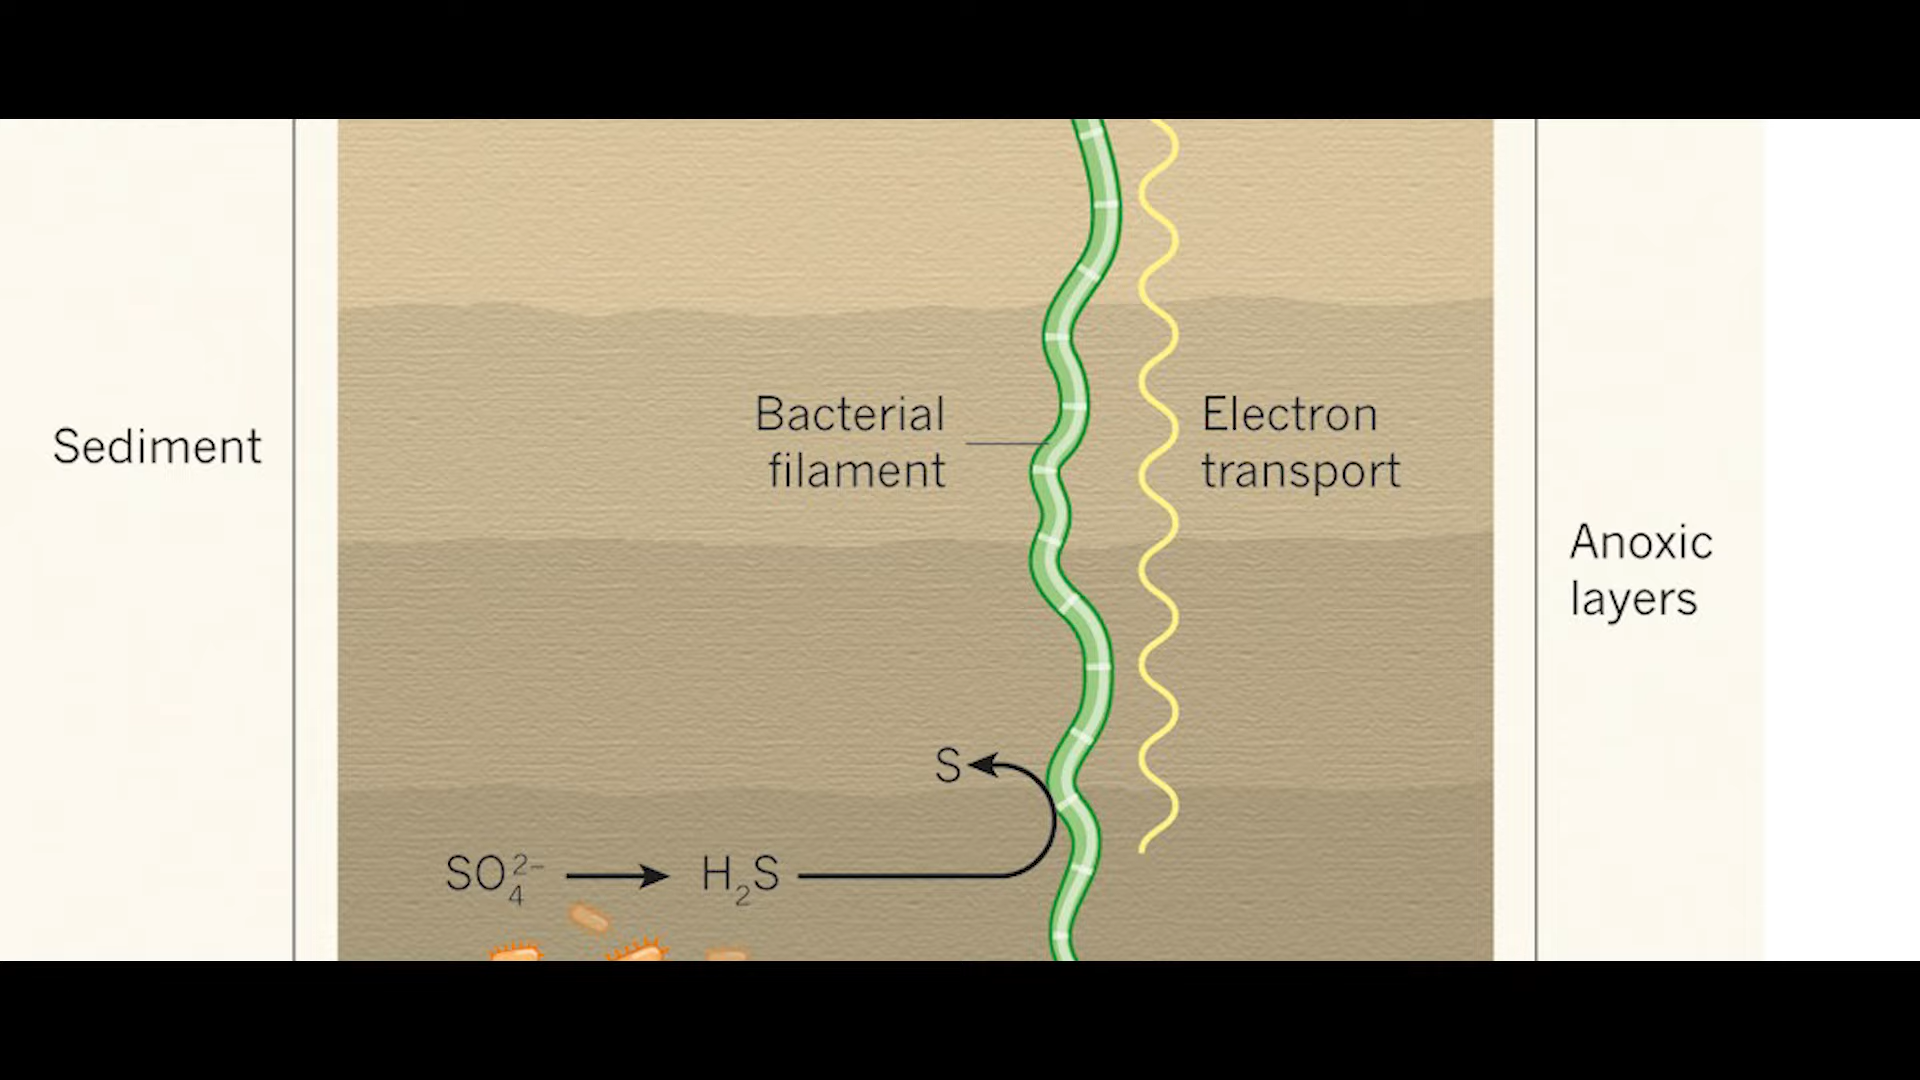 Sediment
Bacterial
filament
Electron
transport
Anoxic
layers
S
SO₄²⁻ H₂S